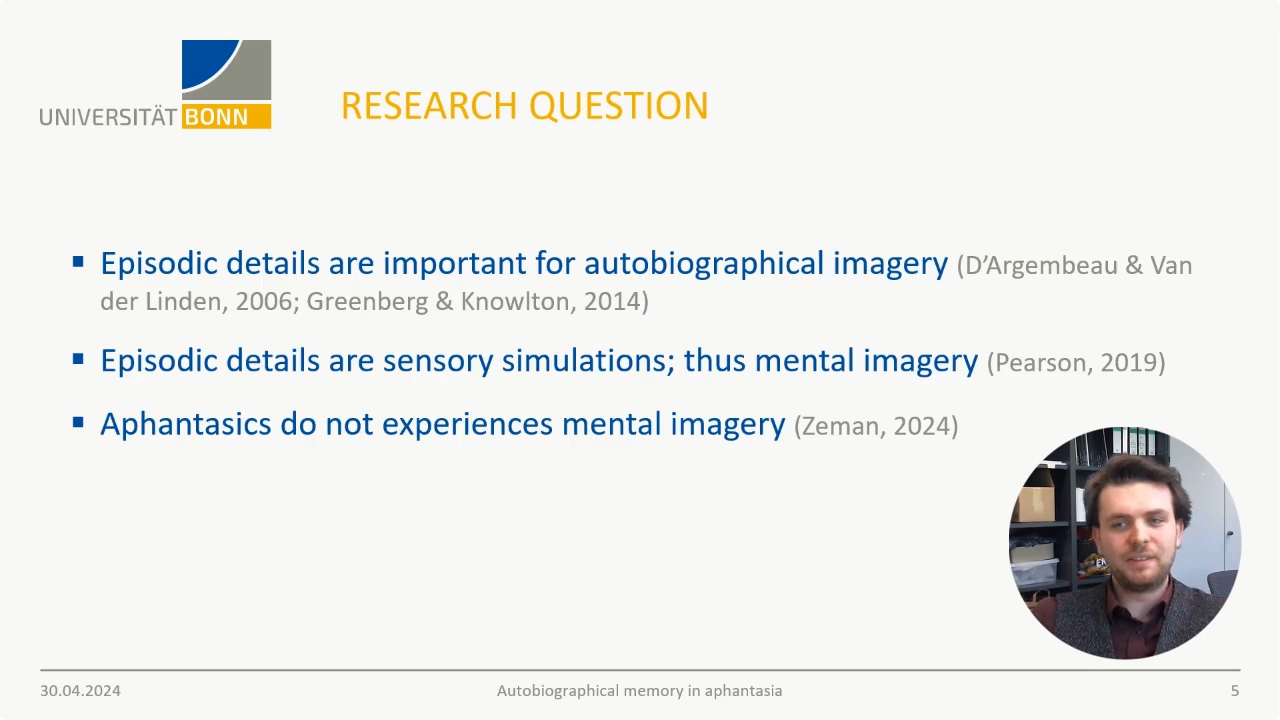 UNIVERSITÄT BONN
RESEARCH QUESTION
▪ Episodic details are important for autobiographical imagery (D’Argembeau & Van
der Linden, 2006; Greenberg & Knowlton, 2014)
▪ Episodic details are sensory simulations; thus mental imagery (Pearson, 2019)
▪ Aphantasics do not experiences mental imagery (Zeman, 2024)
30.04.2024
Autobiographical memory in aphantasia
5